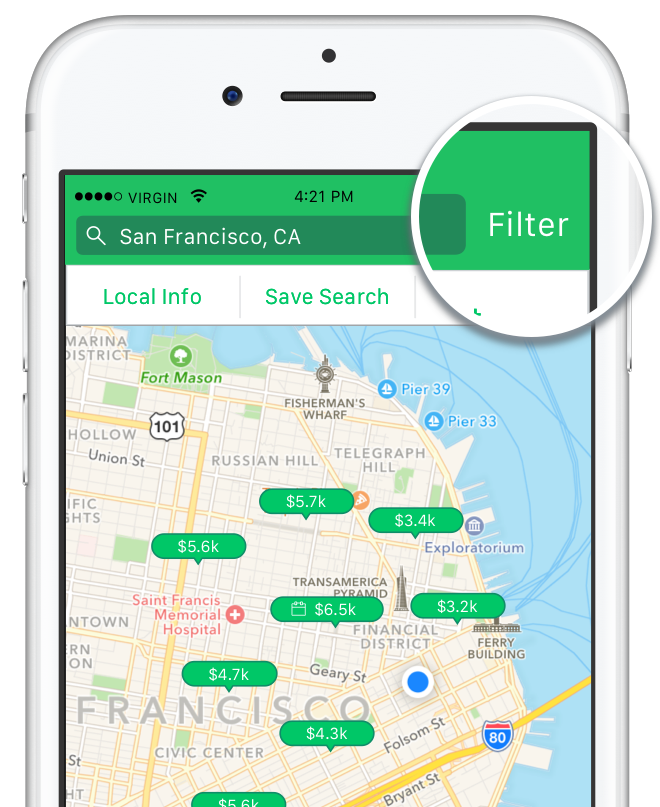 VIRGIN
4:21 PM
San Francisco, CA
Filter
Local Info
Save Search
MARINA
DISTRICT
Fort Mason
FISHERMAN'S
WHARF
Pier 39
Pier 33
HOLLOW
101
Union St
RUSSIAN HILL
TELEGRAPH
HILL
IFIC
GHTS
$5.7k
$3.4k
$5.6k
Exploratorium
TRANSAMERICA
PYRAMID
Saint Francis
Memorial
Hospital
$6.5k
$3.2k
NTOWN
FINANCIAL
DISTRICT
FERRY
BUILDING
ERN
ON
$4.7k
Geary St
FRANCISCO
$4.3k
Folsom St
80
CIVIC CENTER
HT
Bryant St
$5.6k